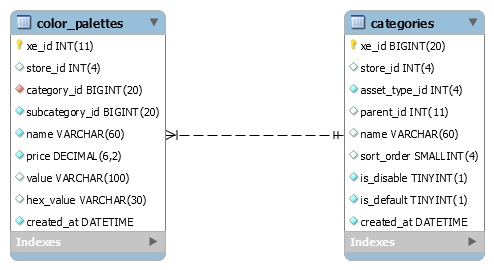 color_palettes
xe_id INT(11)
store_id INT(4)
category_id BIGINT(20)
subcategory_id BIGINT(20)
name VARCHAR(60)
price DECIMAL(6,2)
value VARCHAR(100)
hex_value VARCHAR(30)
created_at DATETIME
Indexes
categories
xe_id BIGINT(20)
store_id INT(4)
asset_type_id INT(4)
parent_id INT(11)
name VARCHAR(60)
sort_order SMALLINT(4)
is_disable TINYINT(1)
is_default TINYINT(1)
created_at DATETIME
Indexes